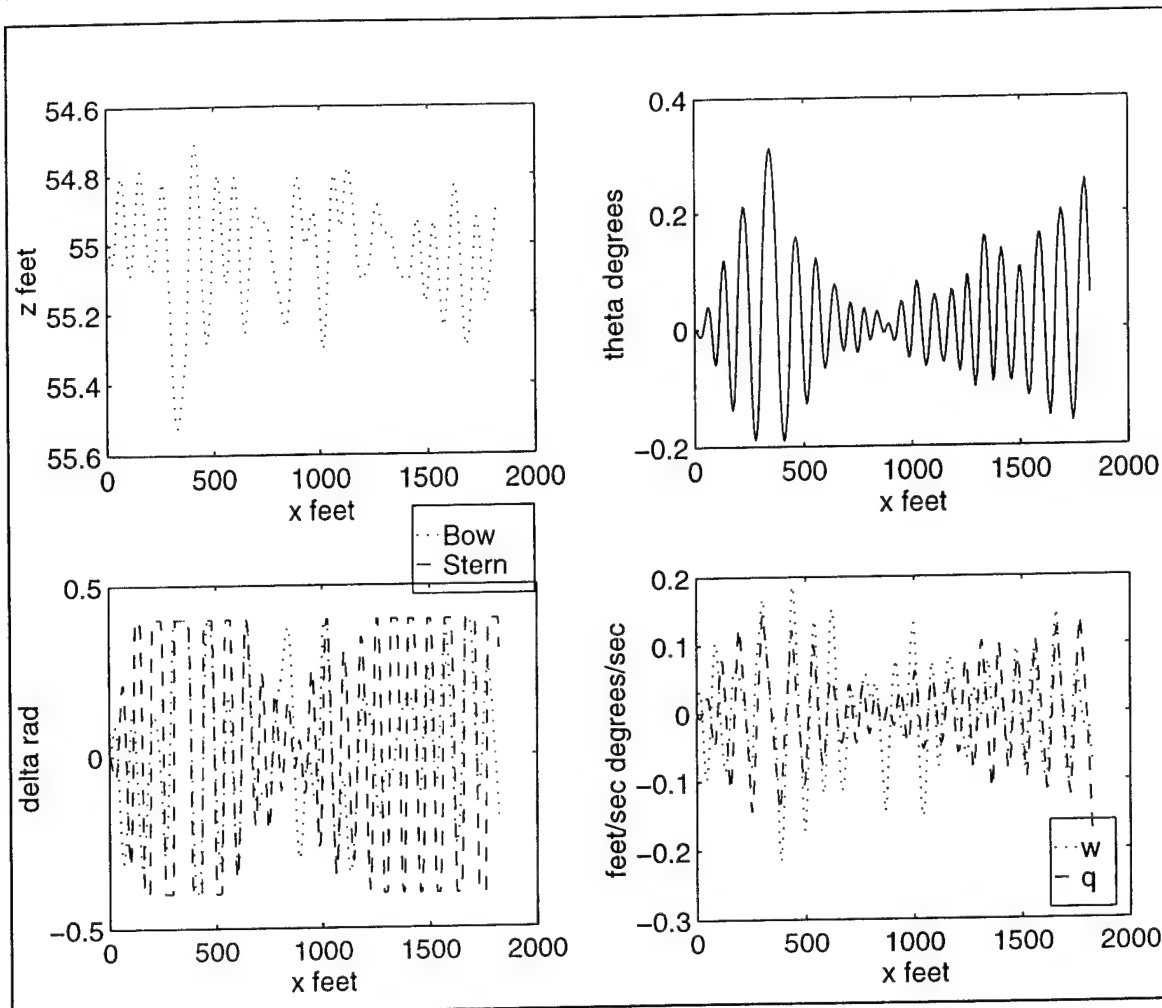 54.6
54.8
55
55.2
55.4
55.6
z feet
0 500 1000 1500 2000
x feet
0.4
0.2
0
−0.2
theta degrees
0 500 1000 1500 2000
x feet
Bow
Stern
0.5
0
−0.5
delta rad
0 500 1000 1500 2000
x feet
0.2
0.1
0
−0.1
−0.2
−0.3
feet/sec degrees/sec
w
q
0 500 1000 1500 2000
x feet